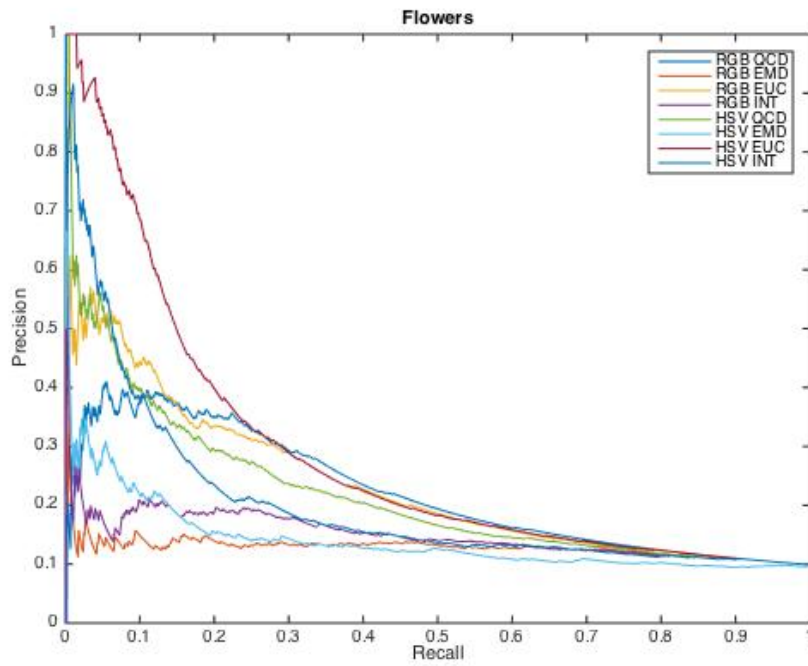 Flowers
1
0.9
0.8
0.7
0.6
0.5
0.4
0.3
0.2
0.1
0
Precision
RGB QCD
RGB EMD
RGB EUC
RGB INT
HSV QCD
HSV EMD
HSV EUC
HSV INT
0 0.1 0.2 0.3 0.4 0.5 0.6 0.7 0.8 0.9
Recall